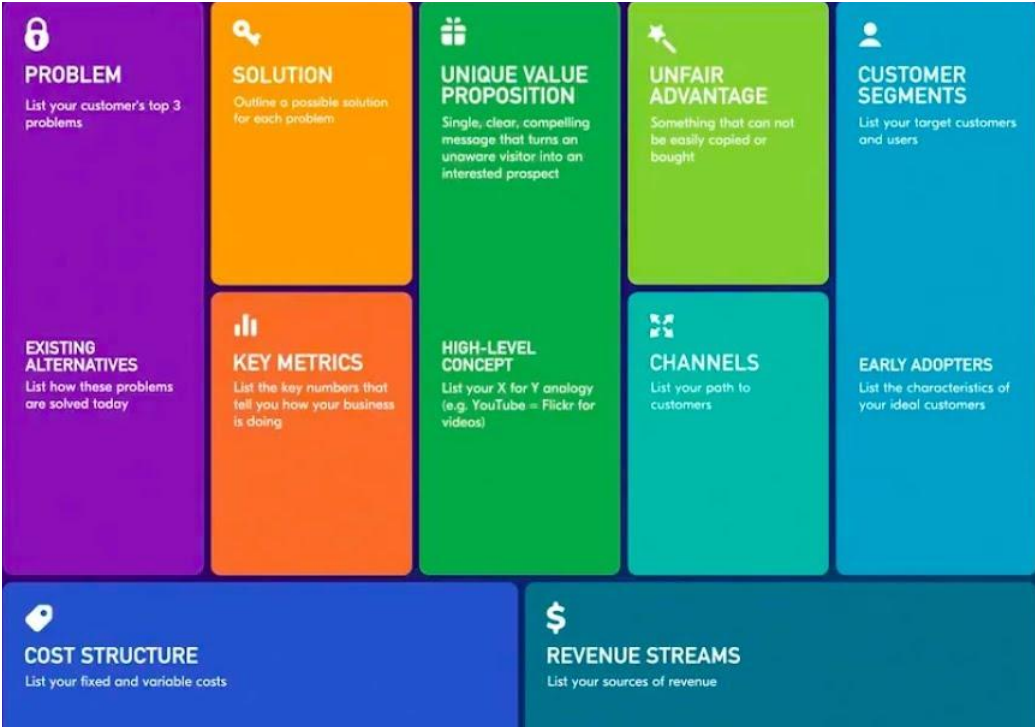 PROBLEM
List your customer's top 3
problems
EXISTING
ALTERNATIVES
List how these problems
are solved today
SOLUTION
Outline a possible solution
for each problem
KEY METRICS
List the key numbers that
tell you how your business
is doing
UNIQUE VALUE
PROPOSITION
Single, clear, compelling
message that turns an
unaware visitor into an
interested prospect
HIGH-LEVEL
CONCEPT
List your X for Y analogy
(e.g. YouTube = Flickr for
videos)
UNFAIR
ADVANTAGE
Something that can not
be easily copied or
bought
CHANNELS
List your path to
customers
CUSTOMER
SEGMENTS
List your target customers
and users
EARLY ADOPTERS
List the characteristics of
your ideal customers
COST STRUCTURE
List your fixed and variable costs
REVENUE STREAMS
List your sources of revenue